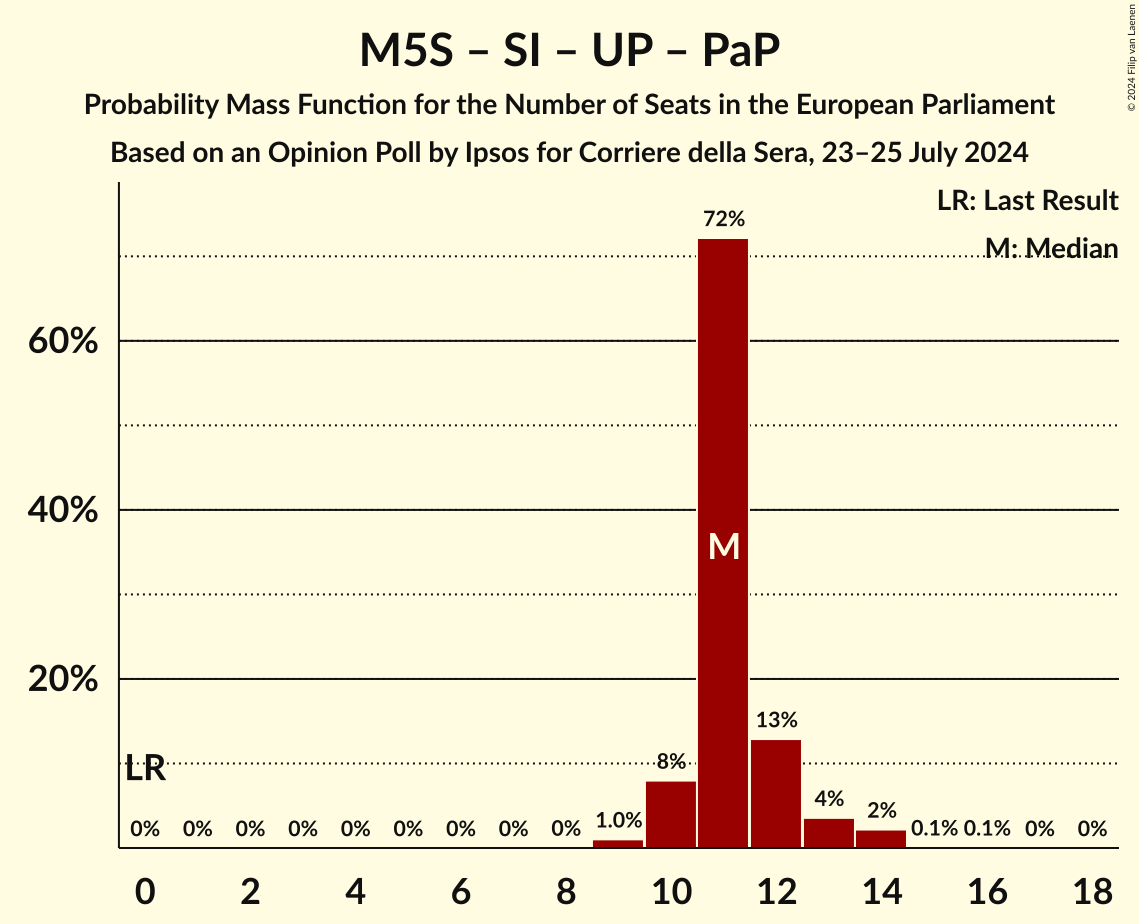 M5S – SI – UP – PaP
Probability Mass Function for the Number of Seats in the European Parliament
Based on an Opinion Poll by Ipsos for Corriere della Sera, 23–25 July 2024
© 2024 Filip van Laenen
LR: Last Result
M: Median
72%
60%
40%
M
20%
13%
LR
8%
4%
2%
0% 0% 0% 0% 0% 0% 0% 0% 0% 1.0% 0.1% 0.1% 0% 0%
0 2 4 6 8 10 12 14 16 18